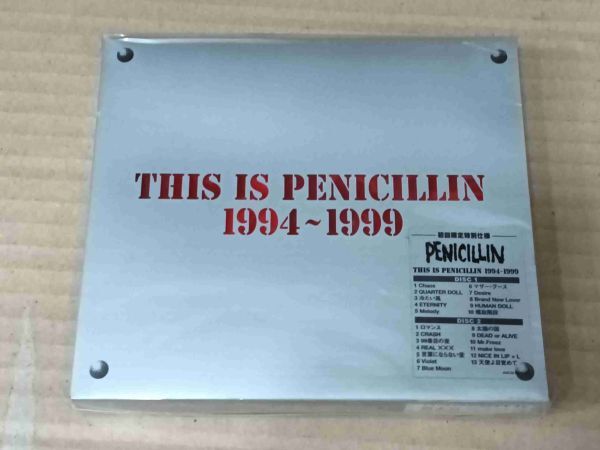 THIS IS PENICILLIN
1994~1999
初回限定特別仕様
PENICILLIN
THIS IS PENICILLIN 1994-1999
DISC 1
1 Chaos
2 QUARTER DOLL
3 冷たい風
4 ETERNITY
5 Melody
6 マザー・グース
7 Desire
8 Brand New Lover
9 HUMAN DOLL
10 螺旋階段
DISC 2
1 ロマンス
2 CRASH
3 99番目の夜
4 REAL ×××
5 言葉にならない愛
6 Violet
7 Blue Moon
8 太陽の国
9 DEAD or ALIVE
10 Mr.Freez
11 make love
12 NICE IN LIP + L
13 天使よ目覚めて